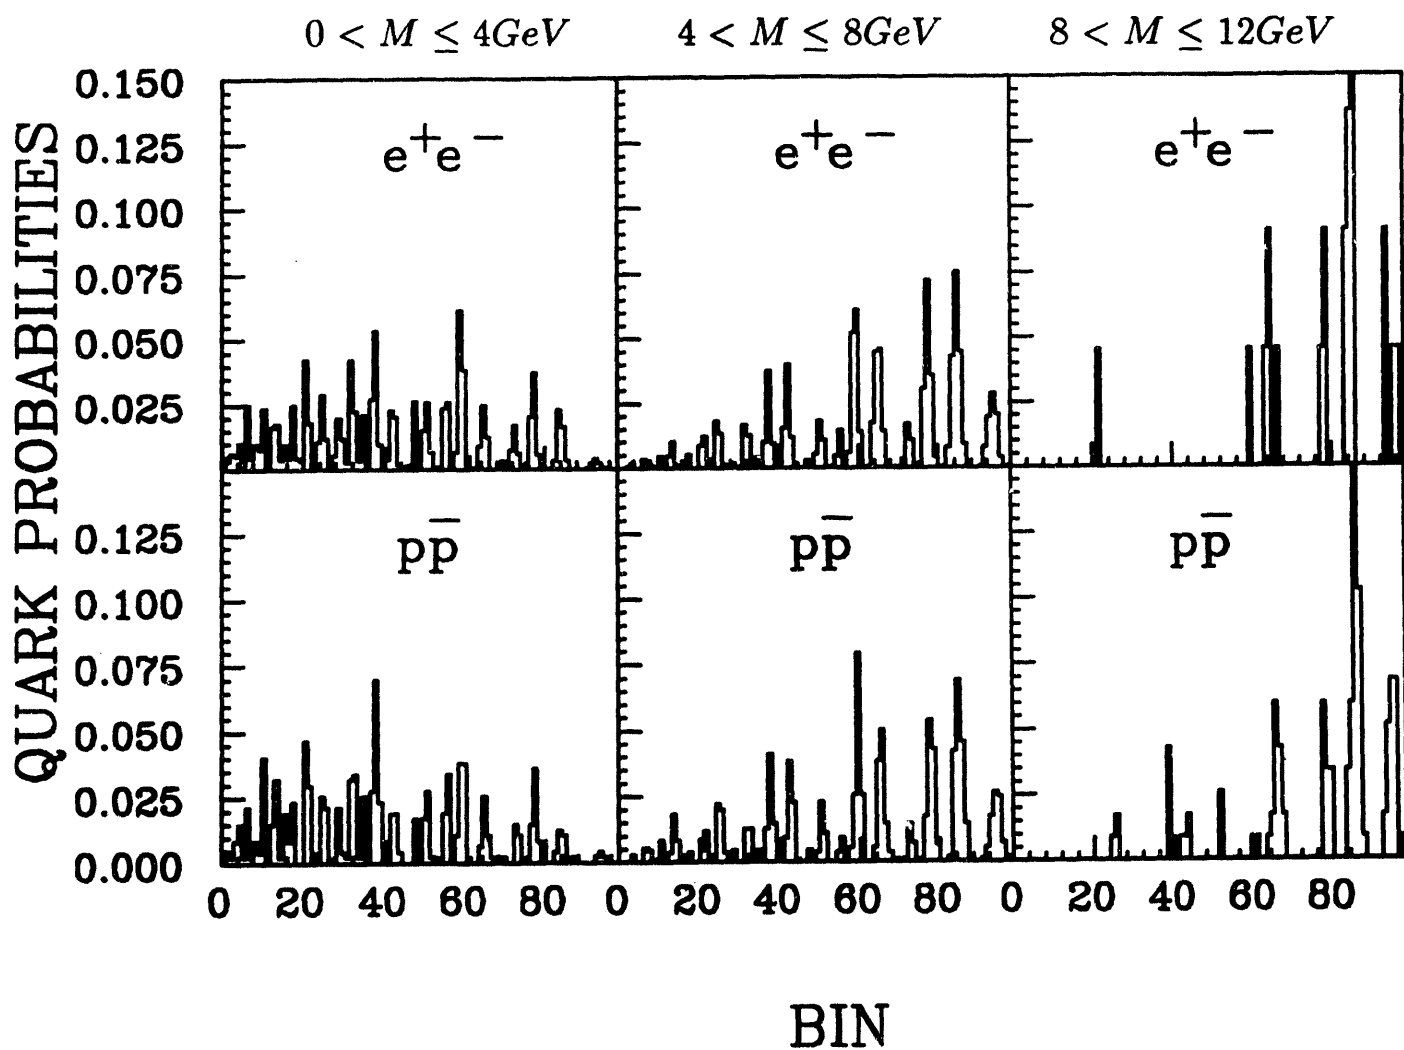 0 < M ≤ 4GeV 4 < M ≤ 8GeV 8 < M ≤ 12GeV
QUARK PROBABILITIES
0.150
0.125
0.100
0.075
0.050
0.025
e⁺e⁻ e⁺e⁻ e⁺e⁻
0.125
0.100
0.075
0.050
0.025
0.000
pp̅ pp̅ pp̅
0 20 40 60 80 0 20 40 60 80 0 20 40 60 80
BIN